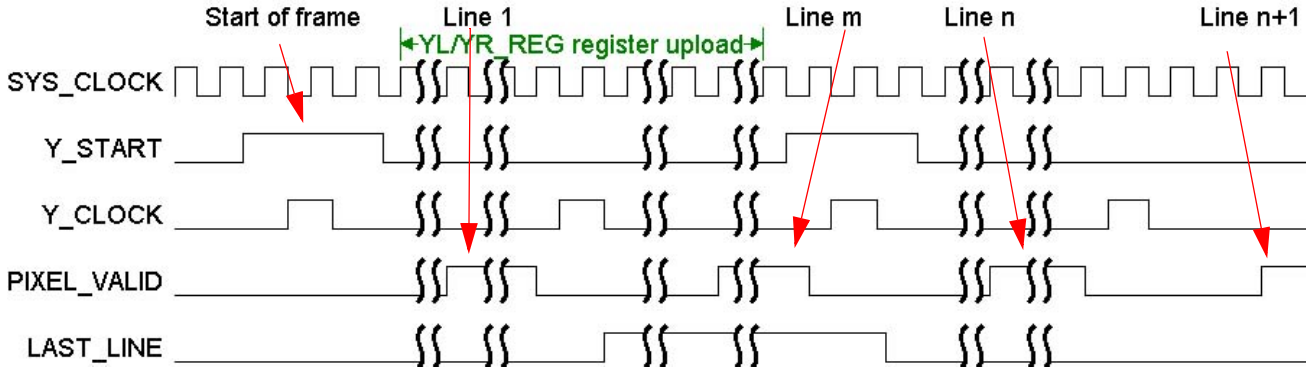 Start of frame Line 1 Line m Line n Line n+1
YL/YR_REG register upload
SYS_CLOCK
Y_START
Y_CLOCK
PIXEL_VALID
LAST_LINE